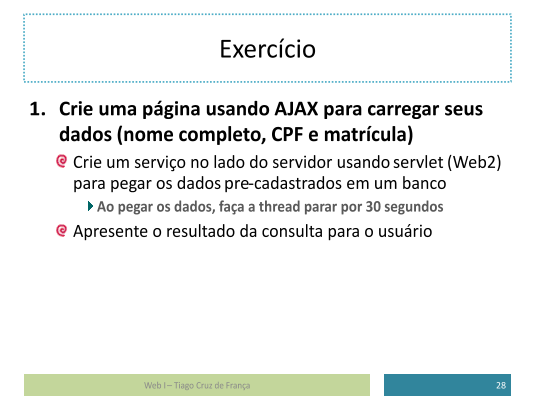 Exercício
1. Crie uma página usando AJAX para carregar seus
dados (nome completo, CPF e matrícula)
Crie um serviço no lado do servidor usando servlet (Web2)
para pegar os dados pre-cadastrados em um banco
Ao pegar os dados, faça a thread parar por 30 segundos
Apresente o resultado da consulta para o usuário
Web I – Tiago Cruz de França
28